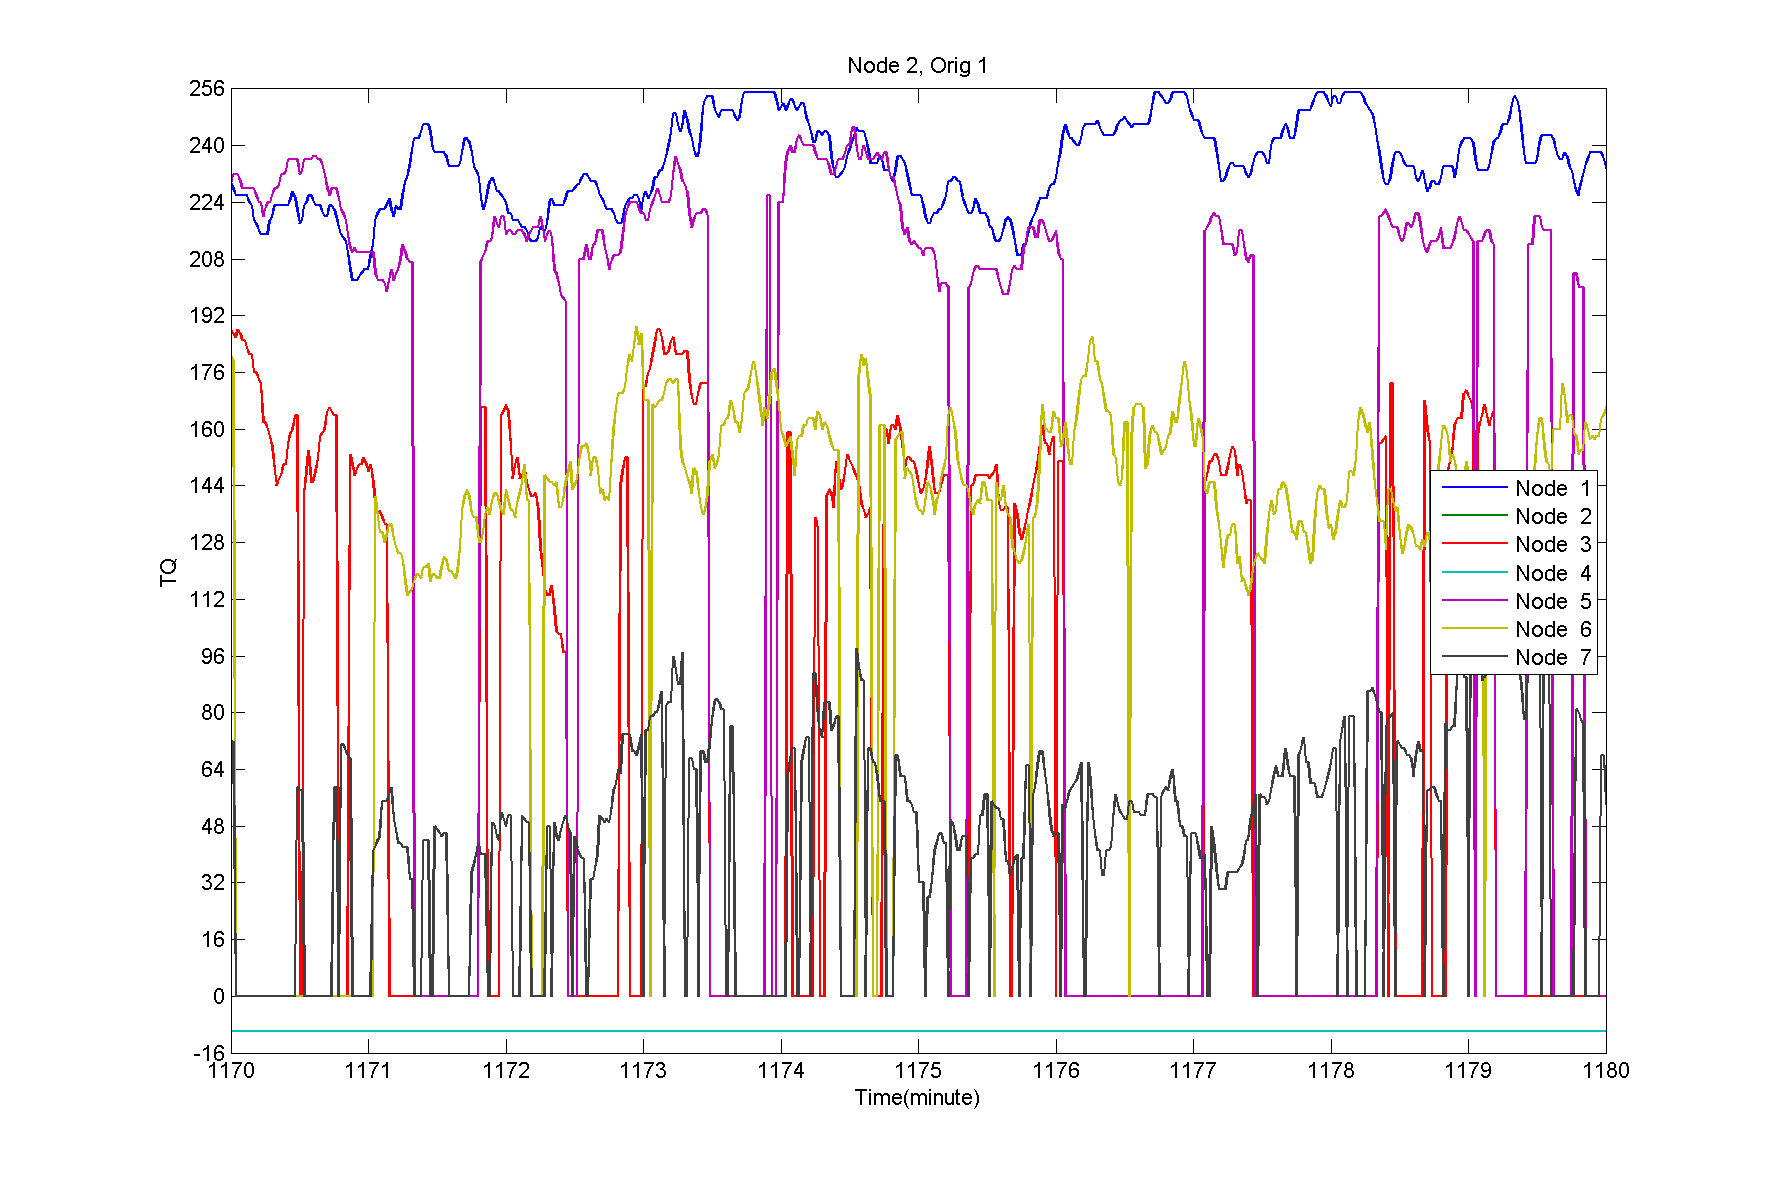 Node 2, Orig 1
256
240
224
208
192
176
160
144
128
112
96
80
64
48
32
16
0
-16
TQ
Node 1
Node 2
Node 3
Node 4
Node 5
Node 6
Node 7
1170 1171 1172 1173 1174 1175 1176 1177 1178 1179 1180
Time(minute)